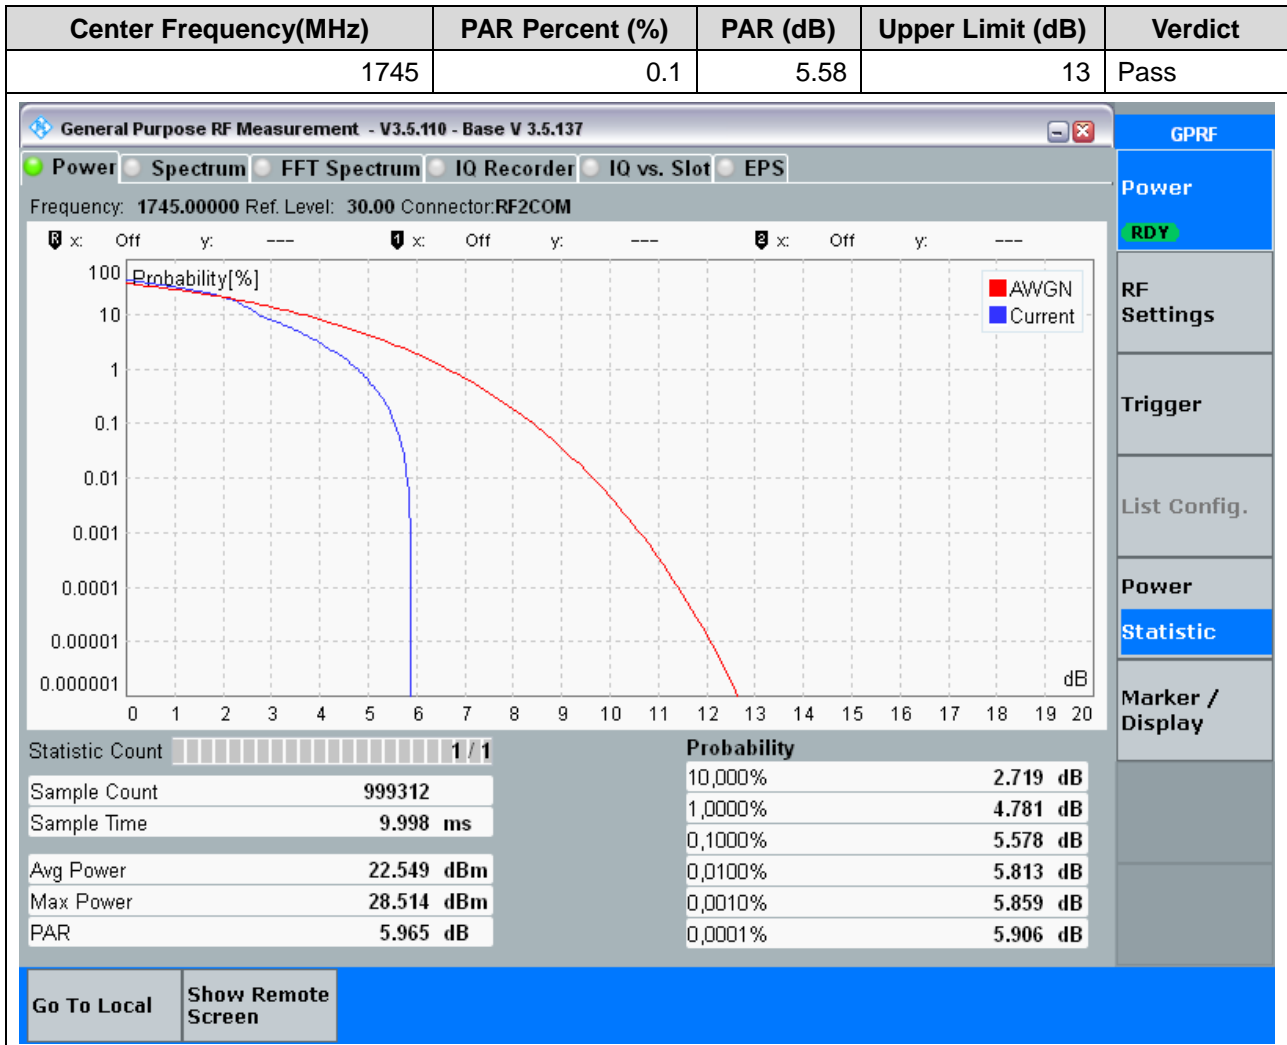 Center Frequency(MHz) PAR Percent (%) PAR (dB) Upper Limit (dB) Verdict
1745 0.1 5.58 13 Pass
General Purpose RF Measurement - V3.5.110 - Base V 3.5.137
GPRF
Power Spectrum FFT Spectrum IQ Recorder IQ vs. Slot EPS
Power
RDY
Frequency: 1745.00000 Ref. Level: 30.00 Connector:RF2COM
R x: Off y: --- 1 x: Off y: --- 2 x: Off y: ---
Probability[%]
AWGN
Current
100
10
1
0.1
0.01
0.001
0.0001
0.00001
0.000001
dB
0 1 2 3 4 5 6 7 8 9 10 11 12 13 14 15 16 17 18 19 20
RF
Settings
Trigger
List Config.
Power
Statistic
Marker /
Display
Statistic Count 1 / 1
Sample Count 999312
Sample Time 9.998 ms
Avg Power 22.549 dBm
Max Power 28.514 dBm
PAR 5.965 dB
Probability
10,000% 2.719 dB
1,0000% 4.781 dB
0,1000% 5.578 dB
0,0100% 5.813 dB
0,0010% 5.859 dB
0,0001% 5.906 dB
Go To Local
Show Remote
Screen